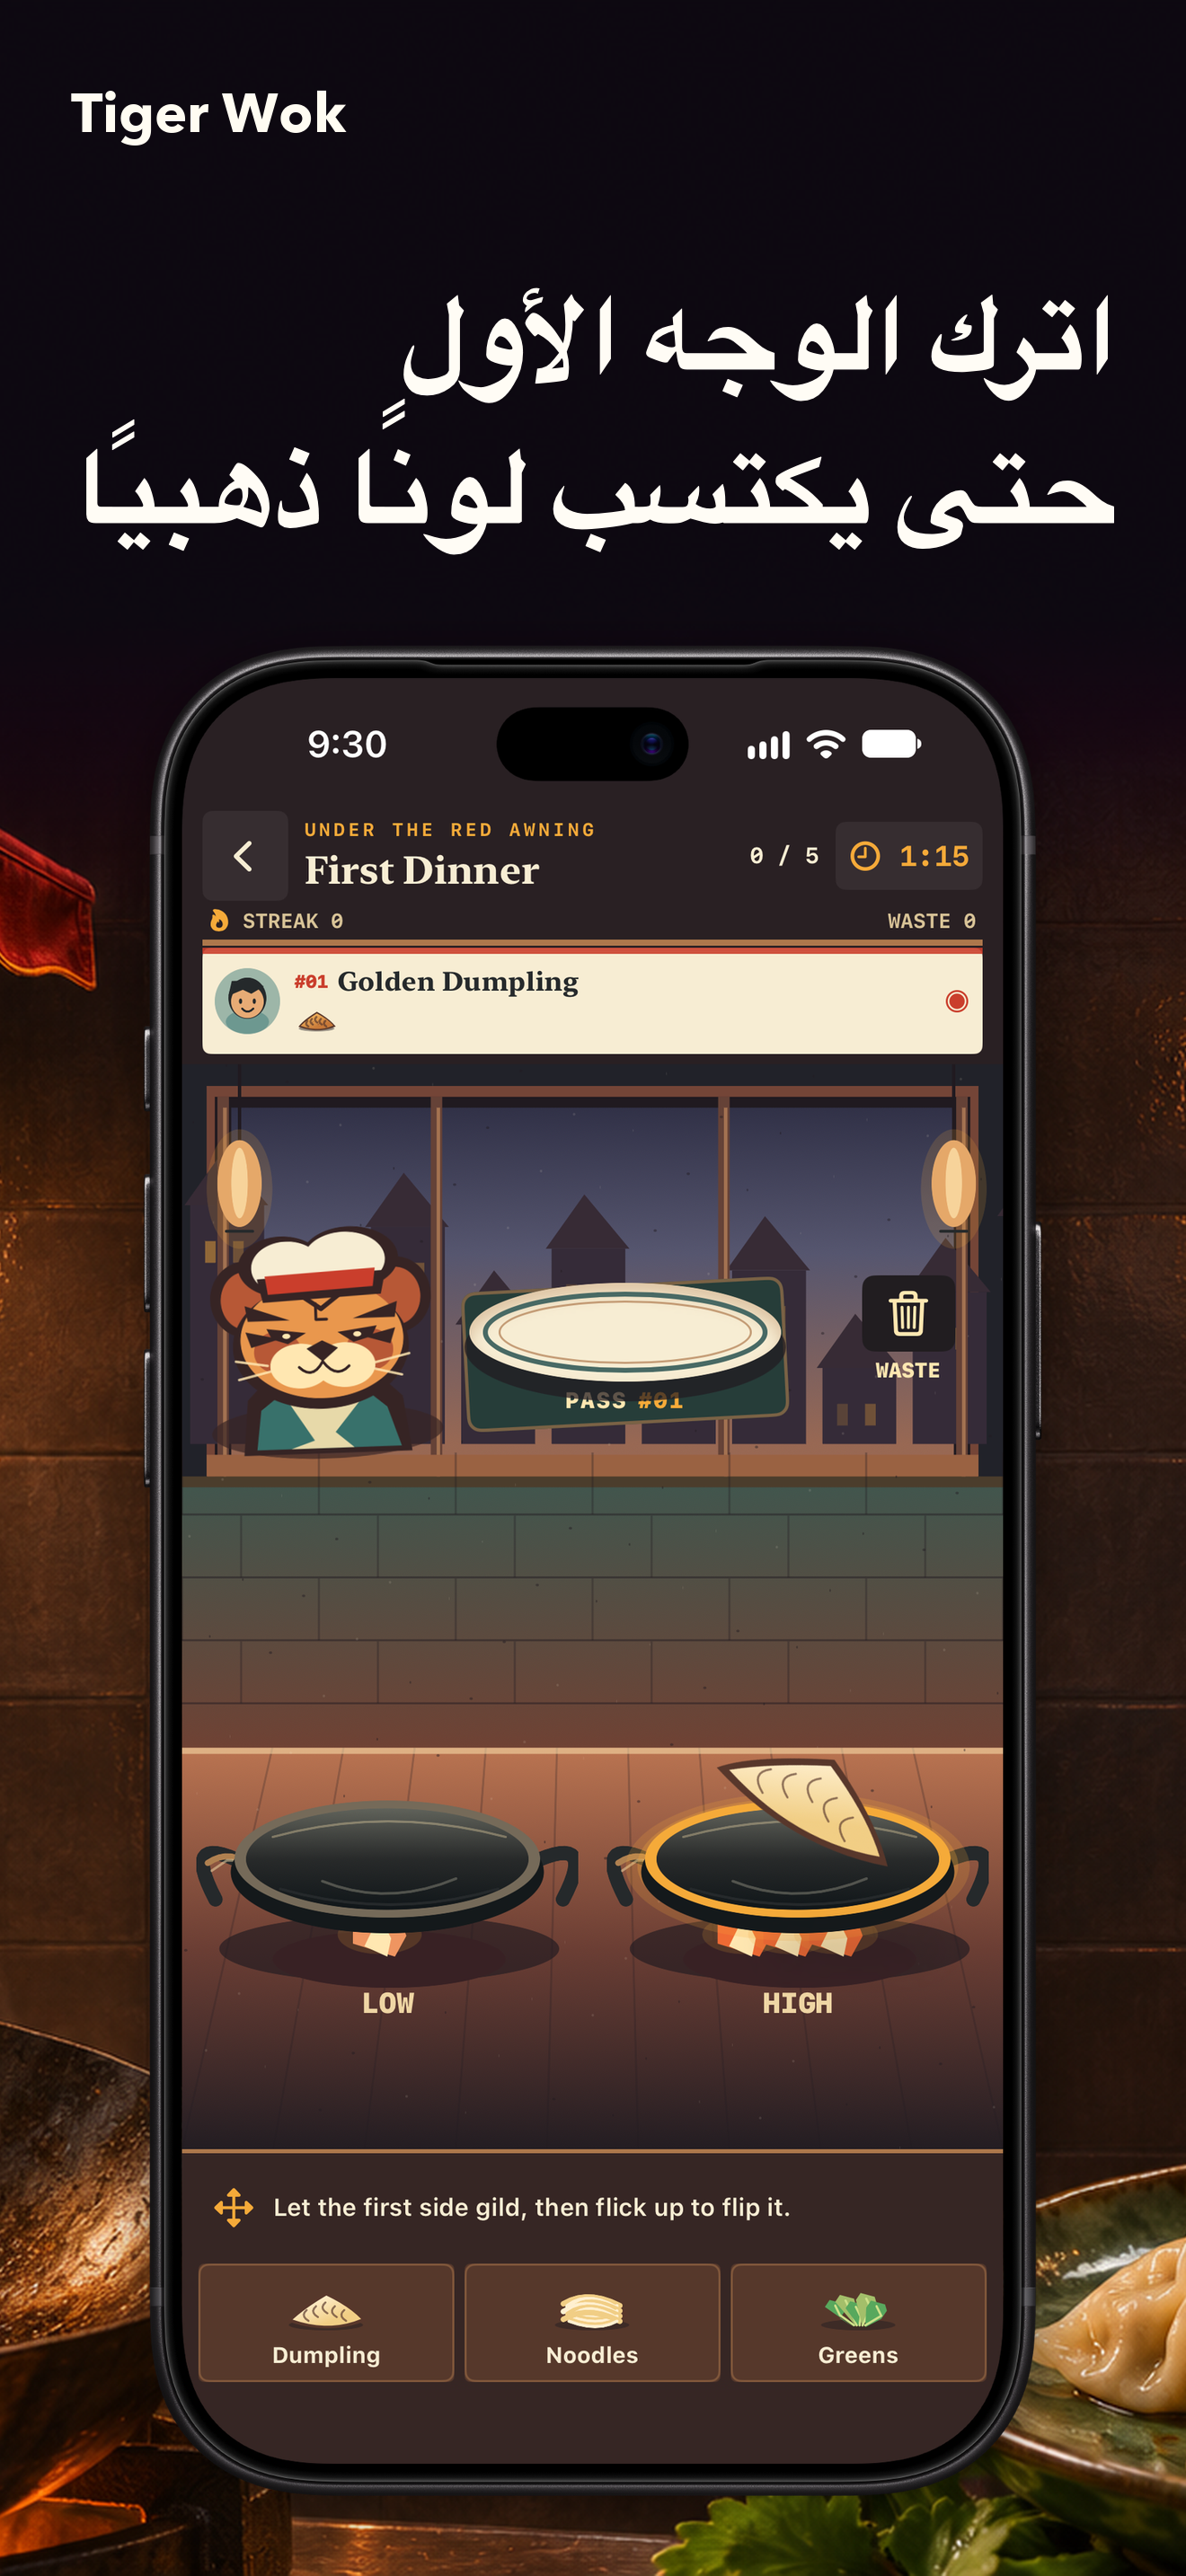 Tiger Wok
اترك الوجه الأول
حتى يكتسب لونًا ذهبيًا
9:30
UNDER THE RED AWNING
First Dinner
0 / 5
1:15
STREAK 0
WASTE 0
#01 Golden Dumpling
WASTE
PASS #01
LOW
HIGH
Let the first side gild, then flick up to flip it.
Dumpling
Noodles
Greens